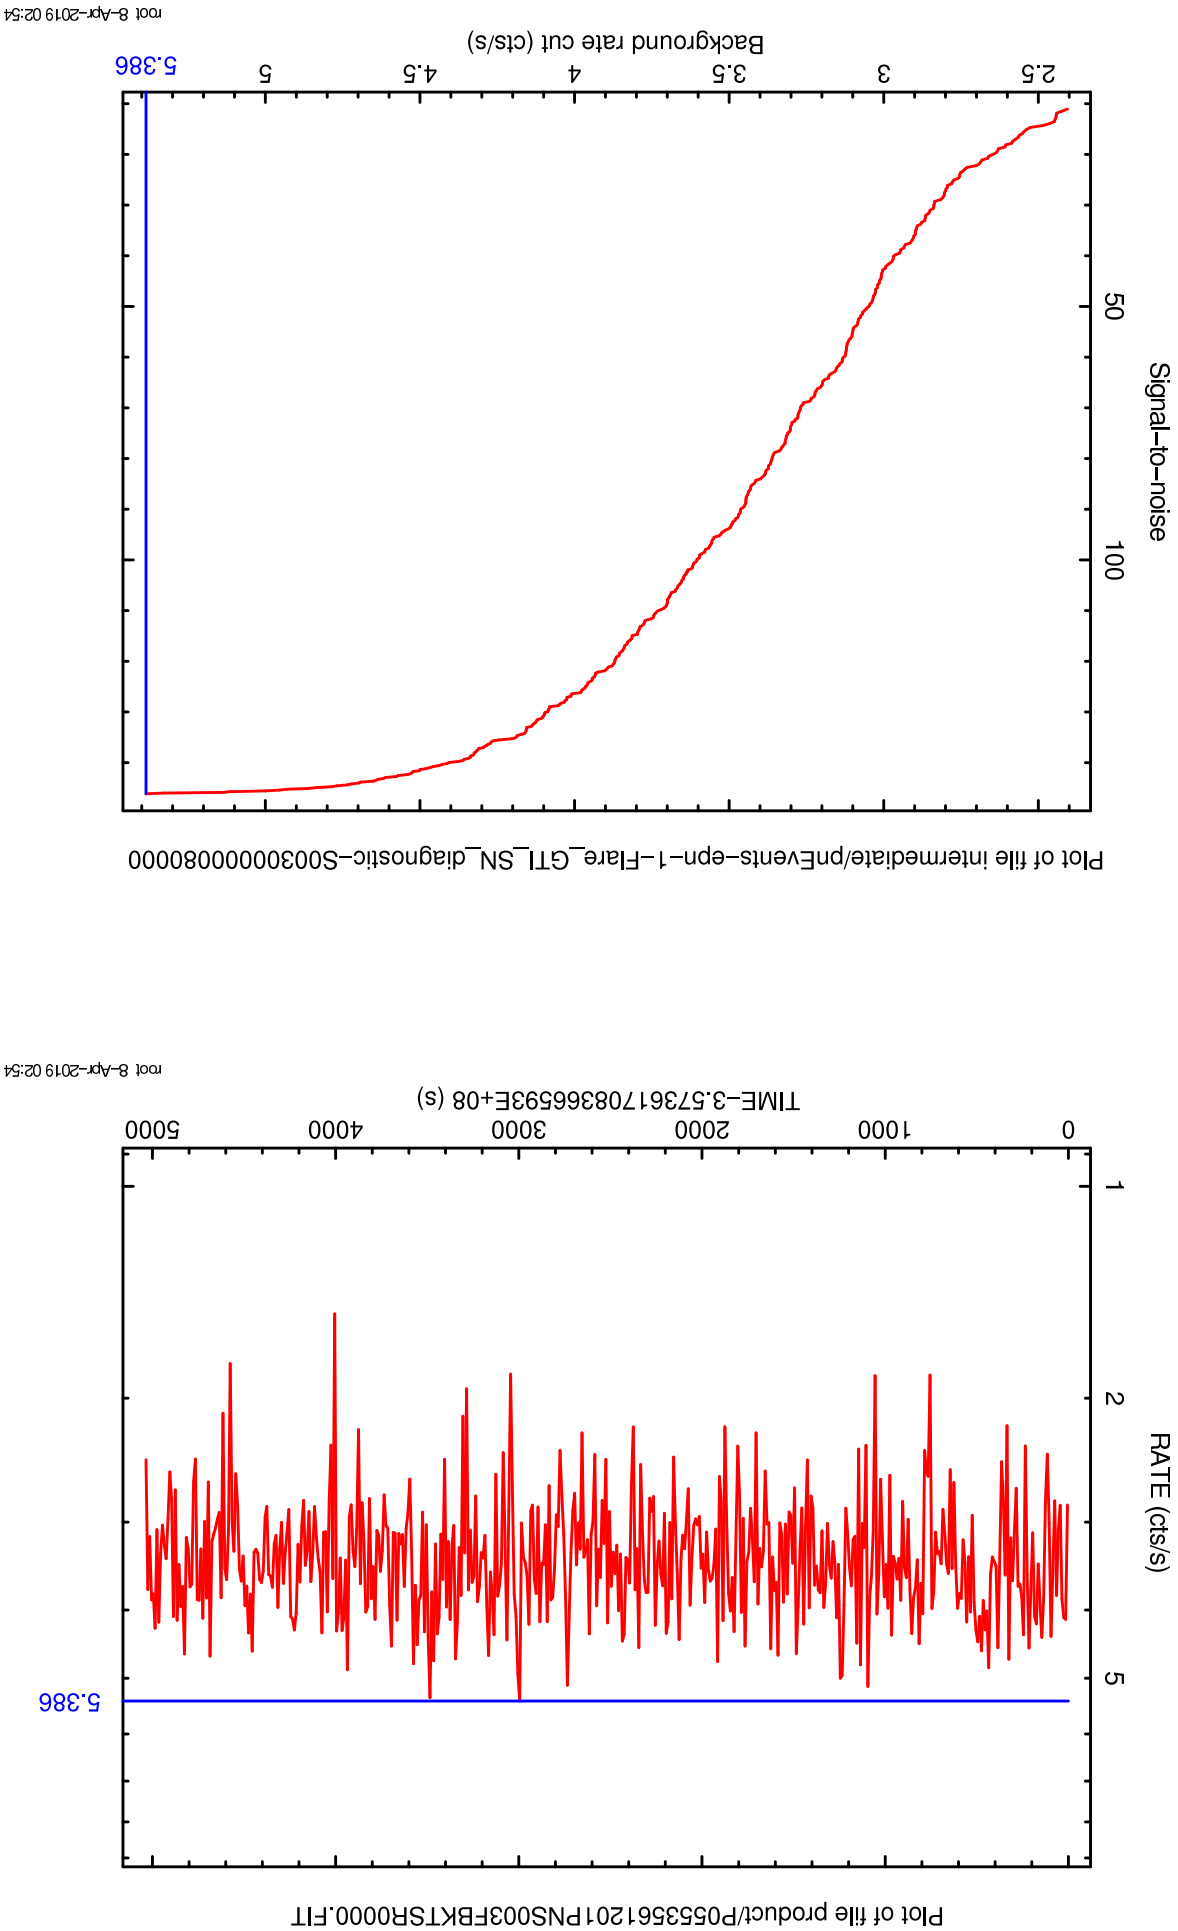 Plot of file product/P0553561201PNS003FBKTSR0000.FIT
5.386
RATE (cts/s)
5
2
1
0 1000 2000 3000 4000 5000
TIME−3.57361708366593E+08 (s)
root 8−Apr−2019 02:54
Plot of file intermediate/pnEvents−epn−1−Flare_GTI_SN_diagnostic−S003000000080000
Signal−to−noise
100
50
2.5 3 3.5 4 4.5 5 5.386
Background rate cut (cts/s)
root 8−Apr−2019 02:54